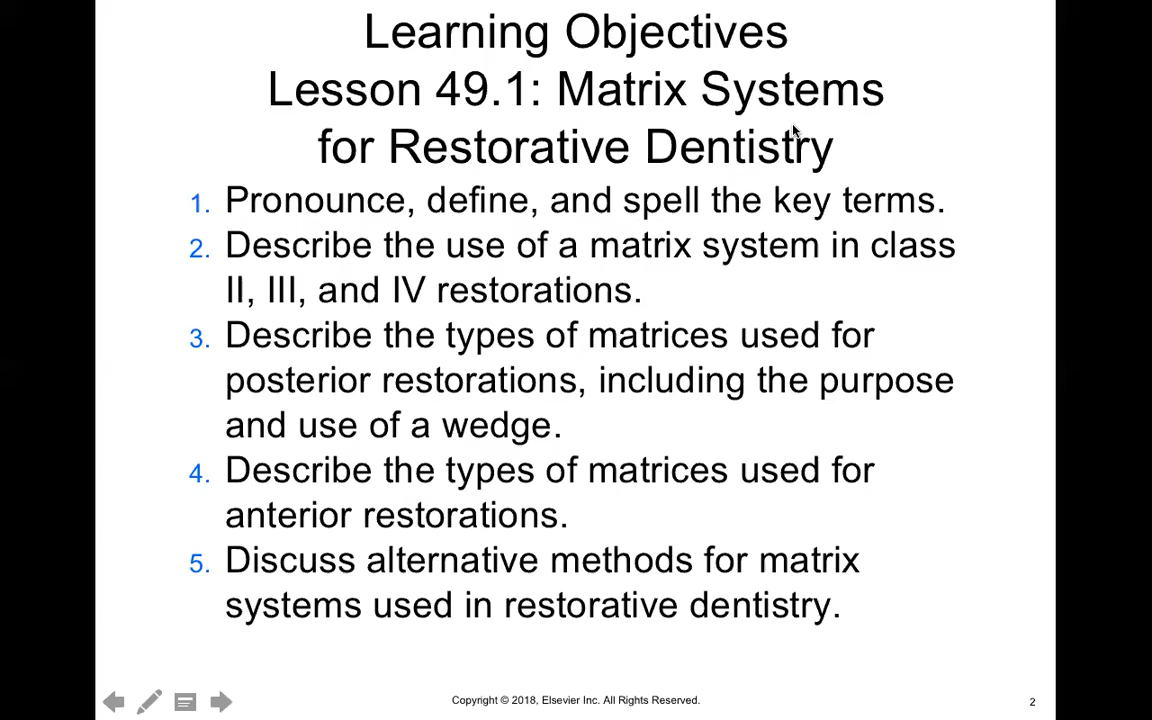 Learning Objectives
Lesson 49.1: Matrix Systems
for Restorative Dentistry
1. Pronounce, define, and spell the key terms.
2. Describe the use of a matrix system in class
II, III, and IV restorations.
3. Describe the types of matrices used for
posterior restorations, including the purpose
and use of a wedge.
4. Describe the types of matrices used for
anterior restorations.
5. Discuss alternative methods for matrix
systems used in restorative dentistry.
Copyright © 2018, Elsevier Inc. All Rights Reserved.
2